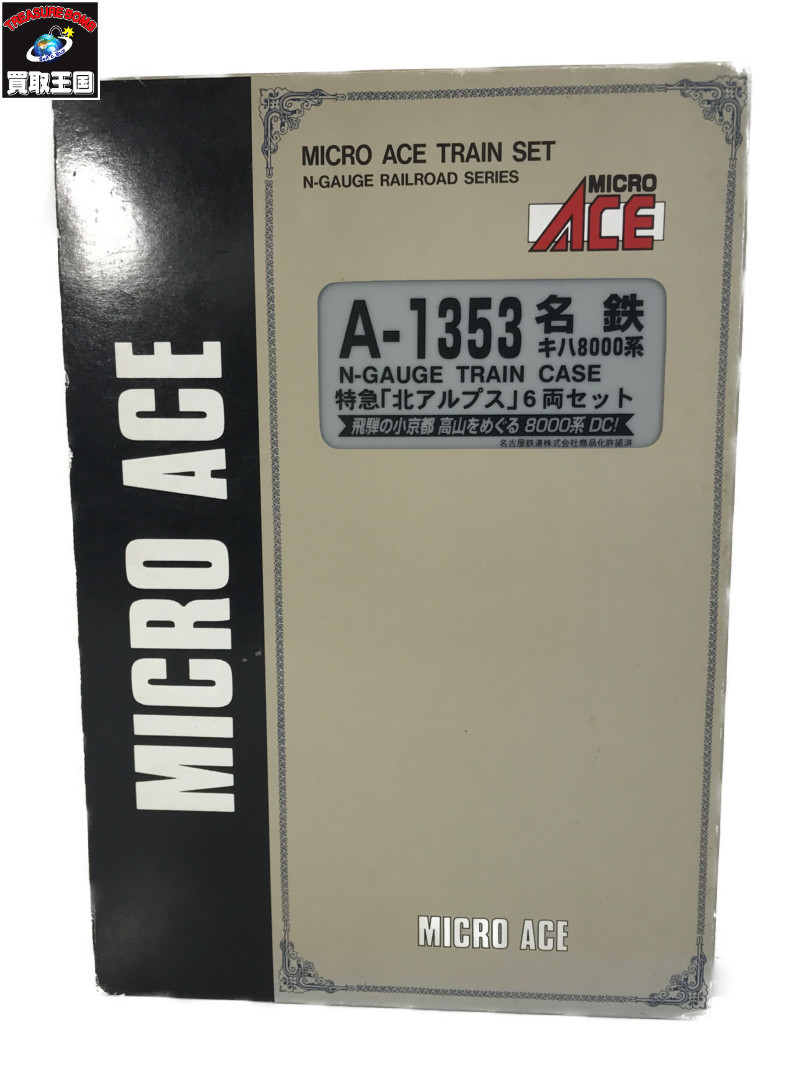 TREASURE BOMB
買取王国
MICRO ACE TRAIN SET
N-GAUGE RAILROAD SERIES
MICRO
ACE
A-1353 名鉄
キハ8000系
N-GAUGE TRAIN CASE
特急「北アルプス」6両セット
飛騨の小京都 高山をめぐる 8000系 DC!
名古屋鉄道株式会社商品化許諾済
MICRO ACE
MICRO ACE